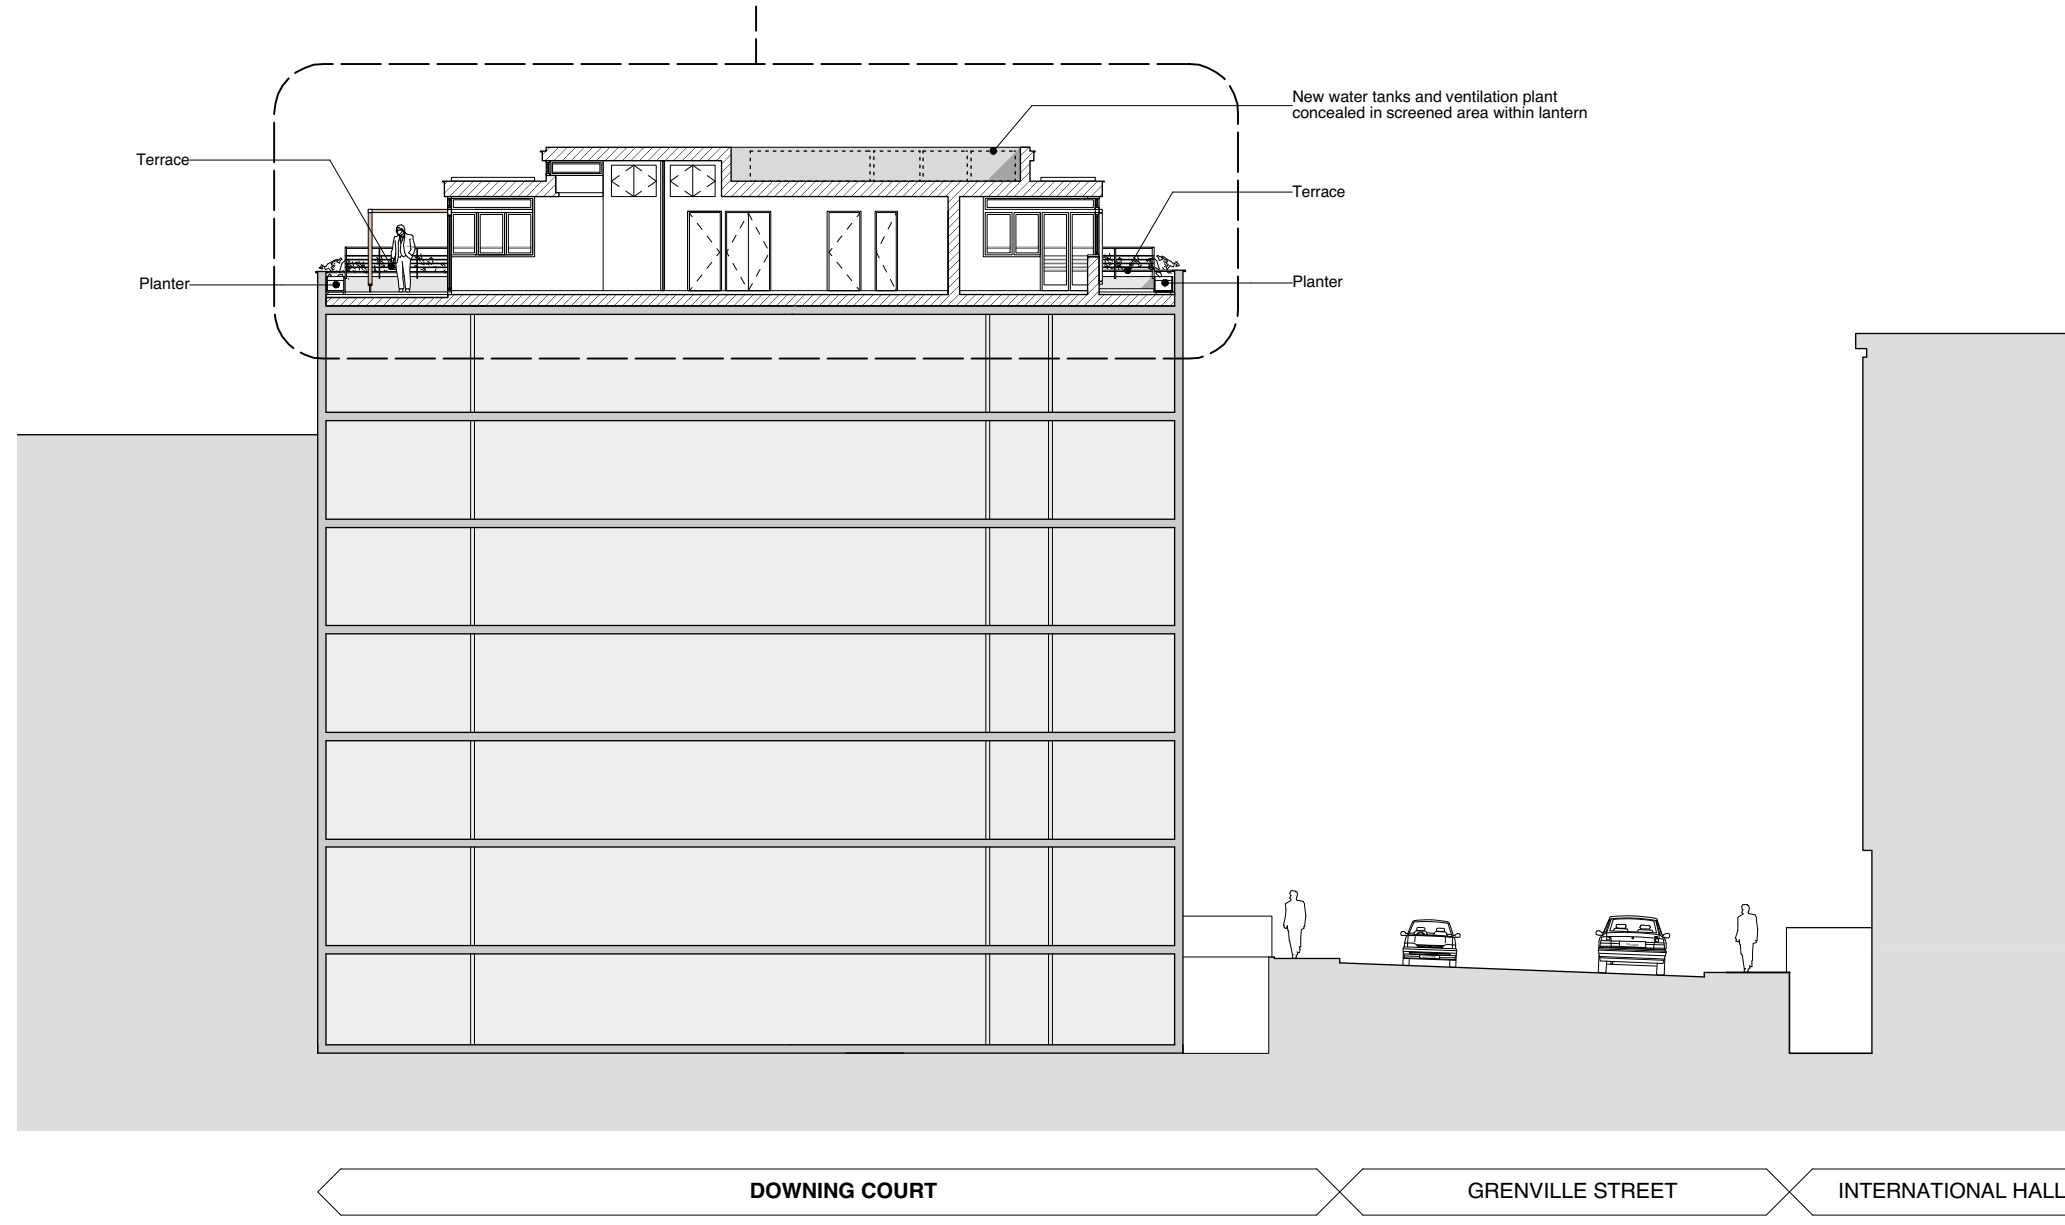 New water tanks and ventilation plant
concealed in screened area within lantern
Terrace
Terrace
Planter
Planter
DOWNING COURT
GRENVILLE STREET
INTERNATIONAL HALL